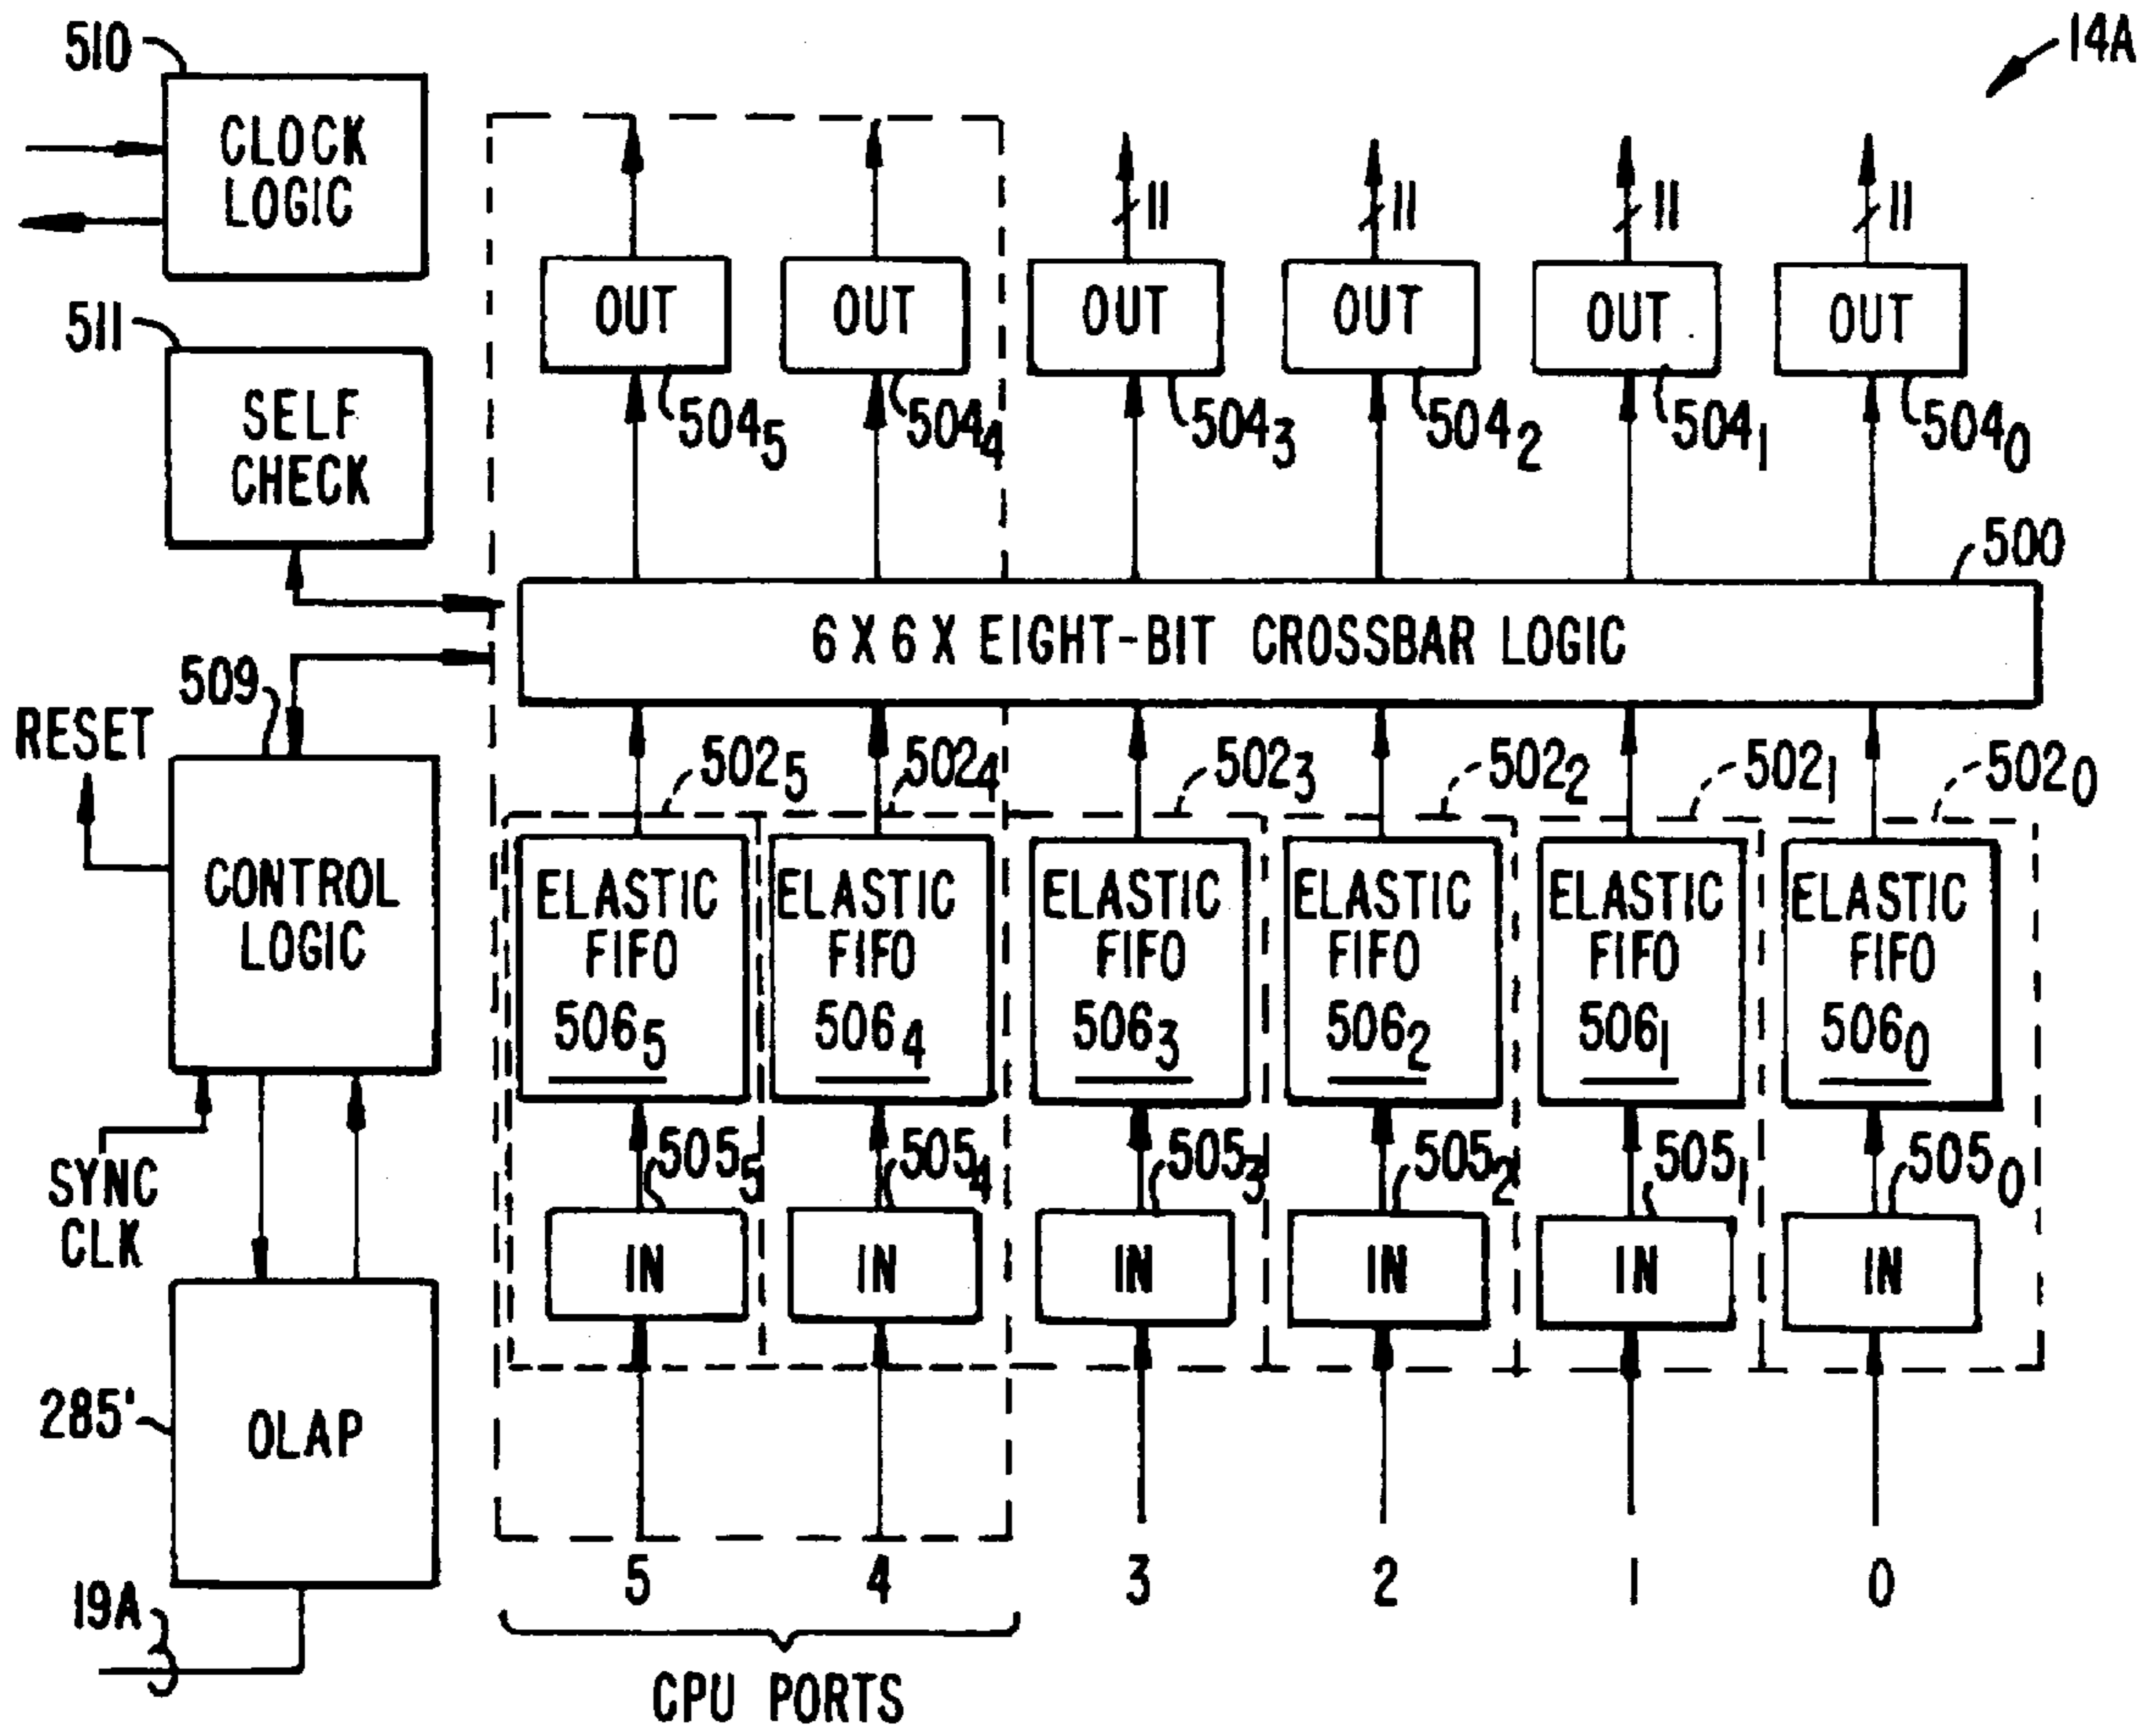 14A
510
CLOCK
LOGIC
11 11 11 11
OUT OUT OUT OUT OUT OUT
504₅ 504₄ 504₃ 504₂ 504₁ 504₀
511
SELF
CHECK
500
6 X 6 X EIGHT-BIT CROSSBAR LOGIC
509
RESET
502₅ 502₄ 502₃ 502₂ 502₁ 502₀
CONTROL
LOGIC
ELASTIC ELASTIC ELASTIC ELASTIC ELASTIC ELASTIC
FIFO FIFO FIFO FIFO FIFO FIFO
506₅ 506₄ 506₃ 506₂ 506₁ 506₀
505₅ 505₄ 505₃ 505₂ 505₁ 505₀
SYNC
CLK
IN IN IN IN IN IN
285'
OLAP
5 4 3 2 1 0
19A
CPU PORTS